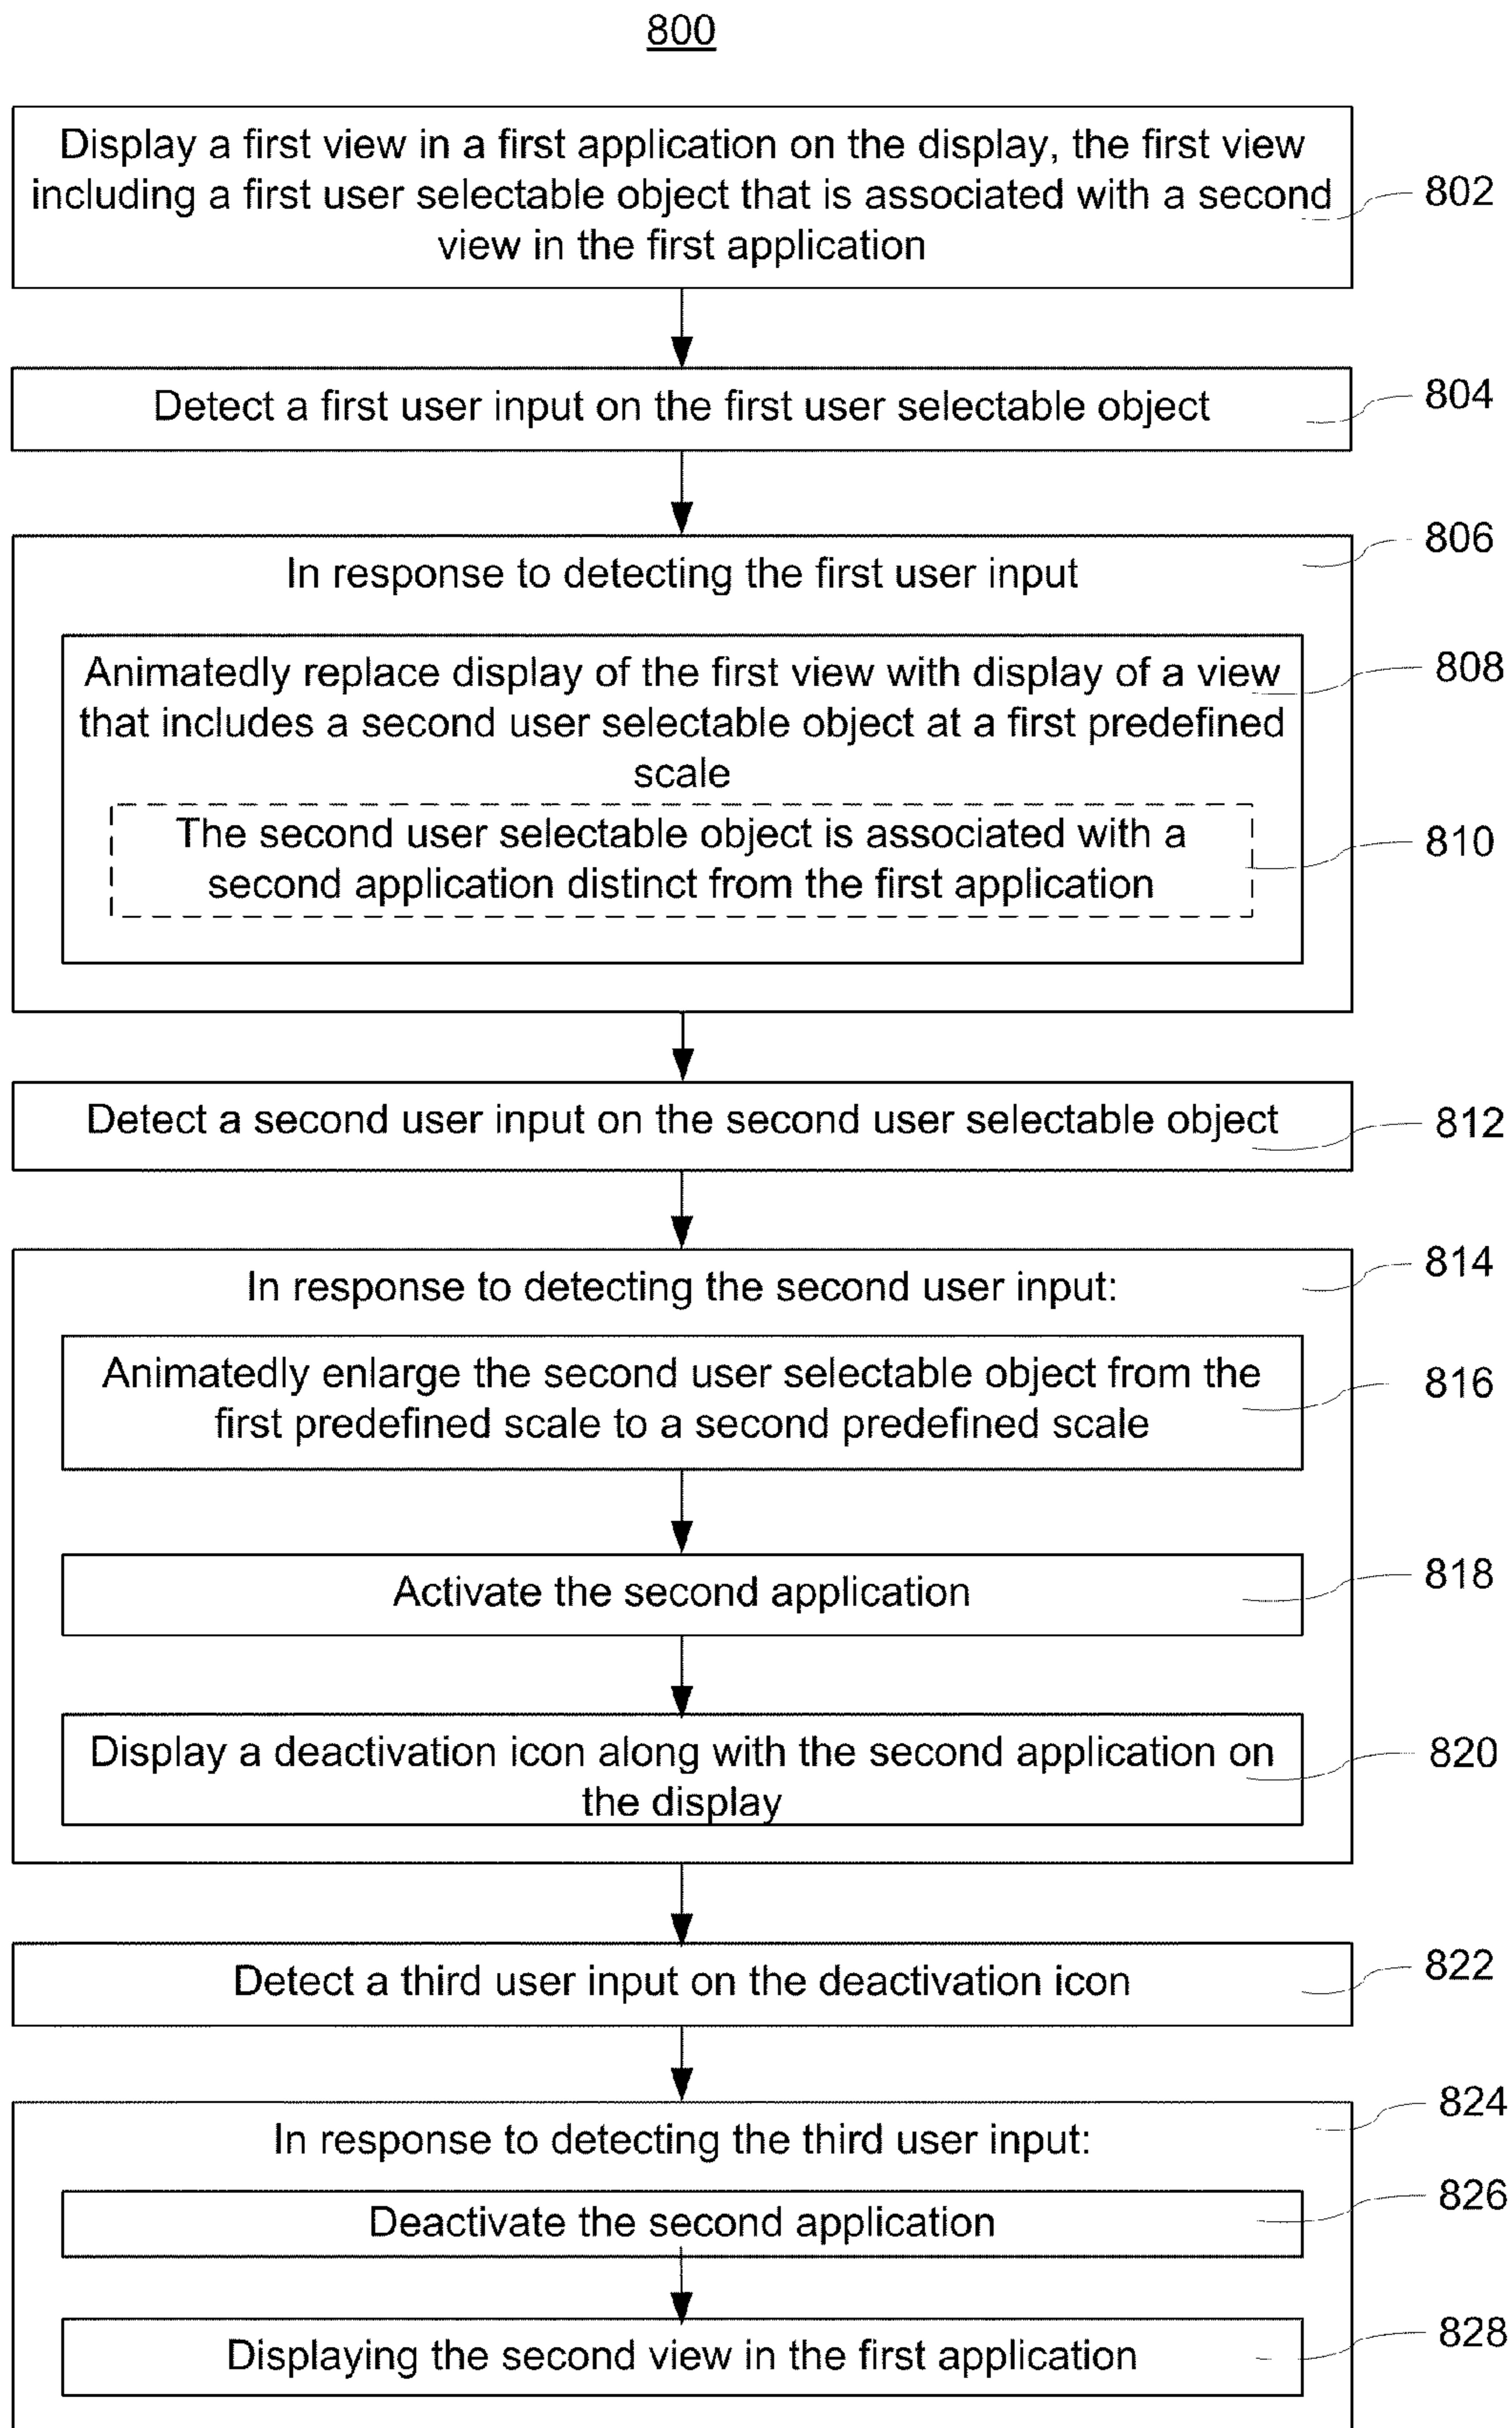 800
Display a first view in a first application on the display, the first view
including a first user selectable object that is associated with a second
view in the first application
802
Detect a first user input on the first user selectable object
804
In response to detecting the first user input
806
Animatedly replace display of the first view with display of a view
that includes a second user selectable object at a first predefined
scale
808
The second user selectable object is associated with a
second application distinct from the first application
810
Detect a second user input on the second user selectable object
812
In response to detecting the second user input:
814
Animatedly enlarge the second user selectable object from the
first predefined scale to a second predefined scale
816
Activate the second application
818
Display a deactivation icon along with the second application on
the display
820
Detect a third user input on the deactivation icon
822
In response to detecting the third user input:
824
Deactivate the second application
826
Displaying the second view in the first application
828